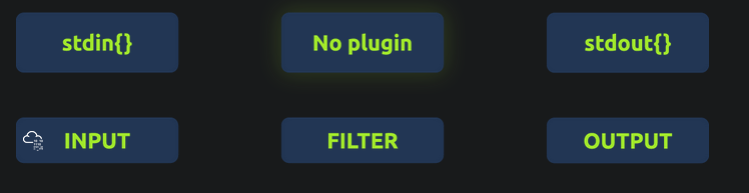 stdin{} No plugin stdout{}
INPUT FILTER OUTPUT